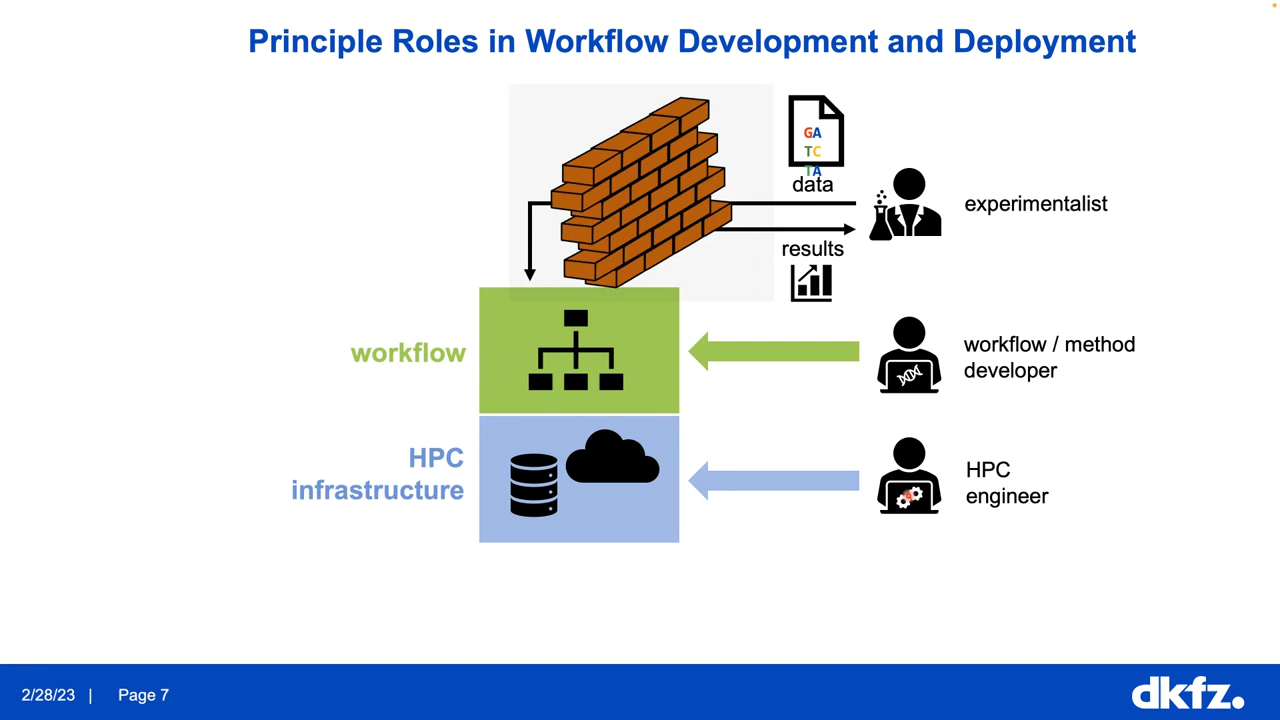 Principle Roles in Workflow Development and Deployment
GA
TC
TA
data
experimentalist
results
workflow
workflow / method
developer
HPC
infrastructure
HPC
engineer
2/28/23 | Page 7
dkfz.